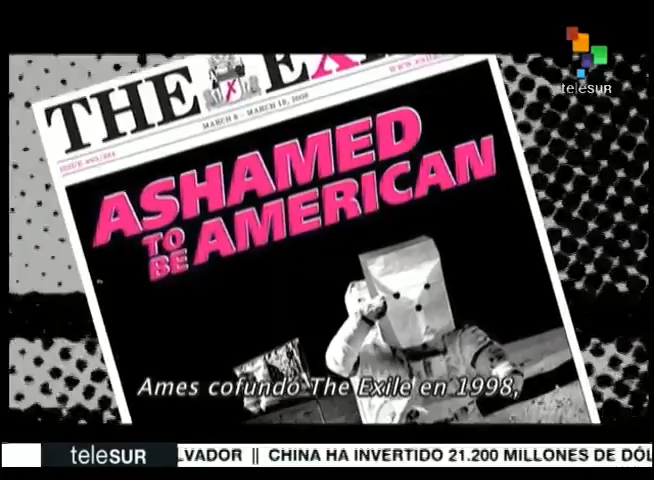 telesur
THE EX
MARCH 6 - MARCH 19, 2008
ASHAMED
TO
BE AMERICAN
Ames cofundó The Exile en 1998,
telesur LVADOR || CHINA HA INVERTIDO 21.200 MILLONES DE DÓL